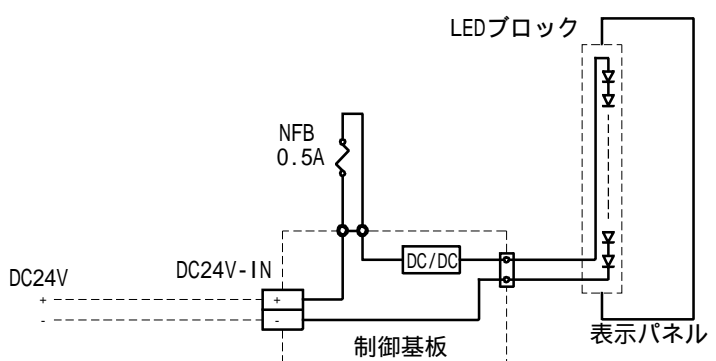 LEDブロック
NFB
0.5A
DC24V-IN
DC/DC
DC24V
+
+
-
-
表示パネル
制御基板